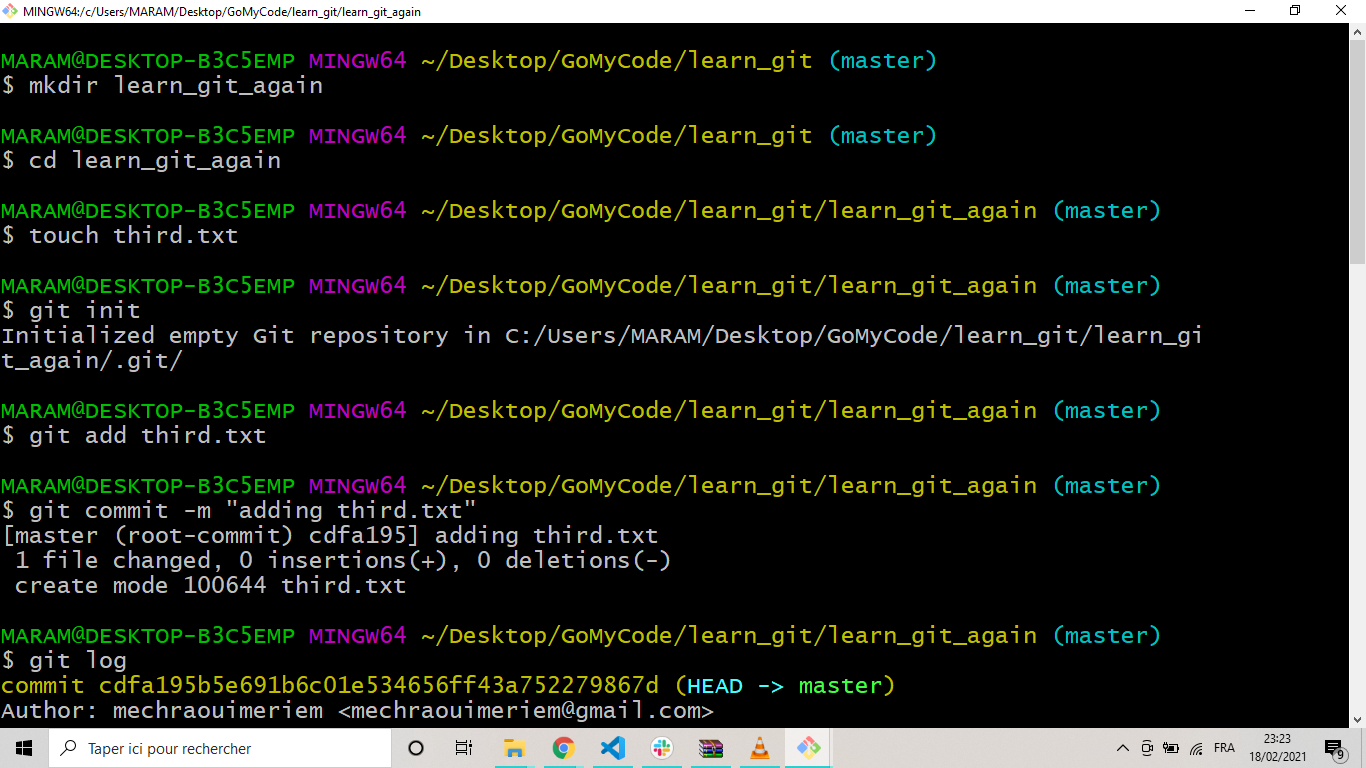 MINGW64:/c/Users/MARAM/Desktop/GoMyCode/learn_git/learn_git_again
MARAM@DESKTOP-B3C5EMP MINGW64 ~/Desktop/GoMyCode/learn_git (master)
$ mkdir learn_git_again
MARAM@DESKTOP-B3C5EMP MINGW64 ~/Desktop/GoMyCode/learn_git (master)
$ cd learn_git_again
MARAM@DESKTOP-B3C5EMP MINGW64 ~/Desktop/GoMyCode/learn_git/learn_git_again (master)
$ touch third.txt
MARAM@DESKTOP-B3C5EMP MINGW64 ~/Desktop/GoMyCode/learn_git/learn_git_again (master)
$ git init
Initialized empty Git repository in C:/Users/MARAM/Desktop/GoMyCode/learn_git/learn_gi
t_again/.git/
MARAM@DESKTOP-B3C5EMP MINGW64 ~/Desktop/GoMyCode/learn_git/learn_git_again (master)
$ git add third.txt
MARAM@DESKTOP-B3C5EMP MINGW64 ~/Desktop/GoMyCode/learn_git/learn_git_again (master)
$ git commit -m "adding third.txt"
[master (root-commit) cdfa195] adding third.txt
 1 file changed, 0 insertions(+), 0 deletions(-)
 create mode 100644 third.txt
MARAM@DESKTOP-B3C5EMP MINGW64 ~/Desktop/GoMyCode/learn_git/learn_git_again (master)
$ git log
commit cdfa195b5e691b6c01e534656ff43a752279867d (HEAD -> master)
Author: mechraouimeriem <mechraouimeriem@gmail.com>
Taper ici pour rechercher
FRA
23:23
18/02/2021
9